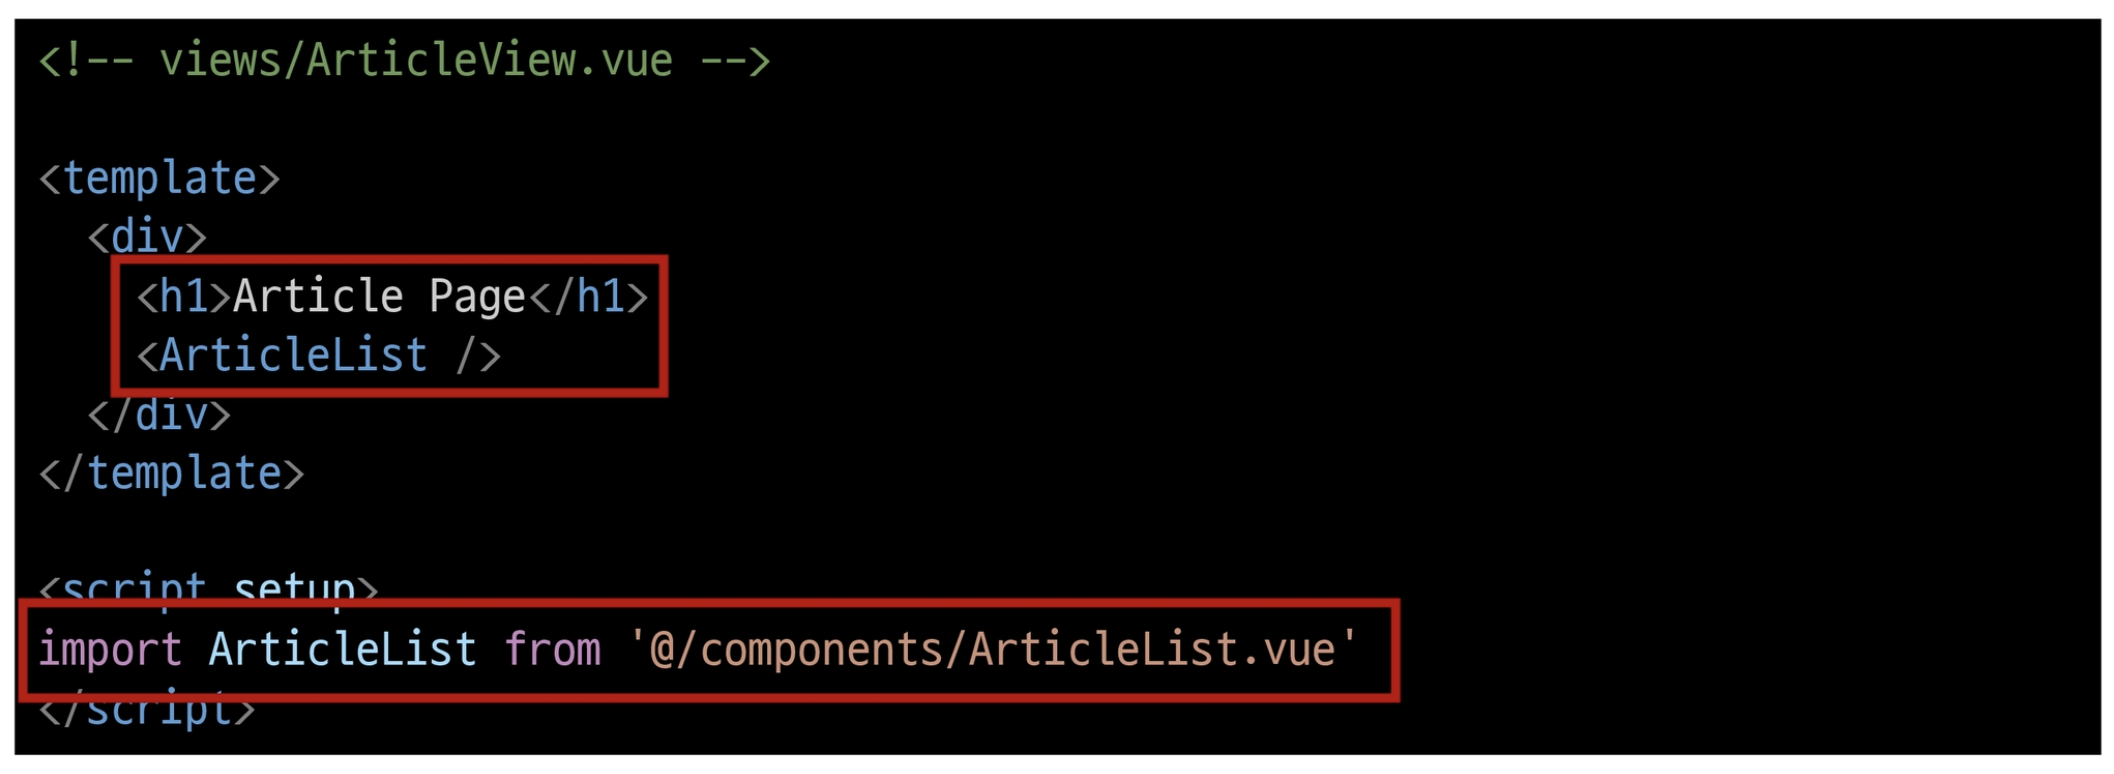 <!-- views/ArticleView.vue -->
<template>
<div>
<h1>Article Page</h1>
<ArticleList />
</div>
</template>
<script setup>
import ArticleList from '@/components/ArticleList.vue'
</script>